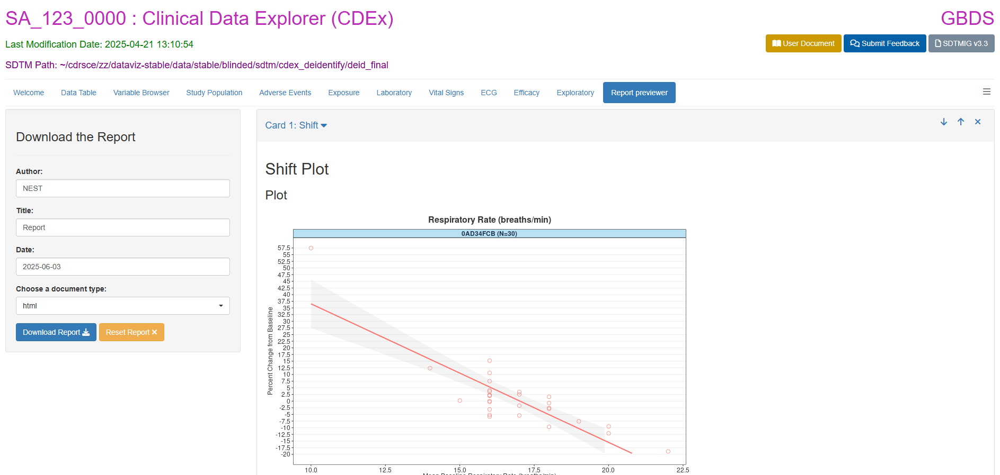 SA_123_0000 : Clinical Data Explorer (CDEx)
GBDS
Last Modification Date: 2025-04-21 13:10:54
User Document
Submit Feedback
SDTMIG v3.3
SDTM Path: ~/cdrsce/zz/dataviz-stable/data/stable/blinded/sdtm/cdex_deidentify/deid_final
Welcome
Data Table
Variable Browser
Study Population
Adverse Events
Exposure
Laboratory
Vital Signs
ECG
Efficacy
Exploratory
Report previewer
Download the Report
Author:
NEST
Title:
Report
Date:
2025-06-03
Choose a document type:
html
Download Report
Reset Report
Card 1: Shift
Shift Plot
Plot
Respiratory Rate (breaths/min)
0AD34FCB (N=30)
Percent Change from Baseline
57.5
55
52.5
50
47.5
45
42.5
40
37.5
35
32.5
30
27.5
25
22.5
20
17.5
15
12.5
10
7.5
5
2.5
0
-2.5
-5
-7.5
-10
-12.5
-15
-17.5
-20
10.0
12.5
15.0
17.5
20.0
22.5
Mean Baseline Respiratory Rate (breaths/min)